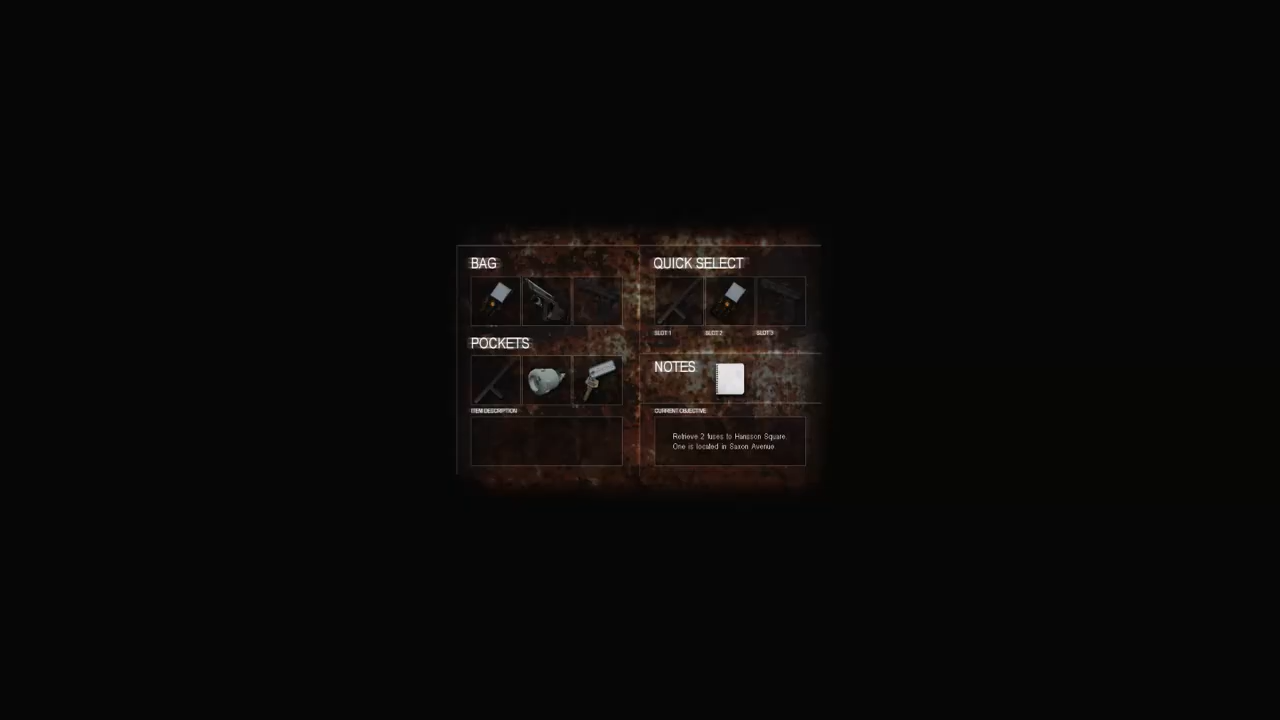 BAG
POCKETS
ITEM DESCRIPTION
QUICK SELECT
SLOT 1 SLOT 2 SLOT 3
NOTES
CURRENT OBJECTIVE
Retrieve 2 fuses to Hansson Square.
One is located in Saxon Avenue